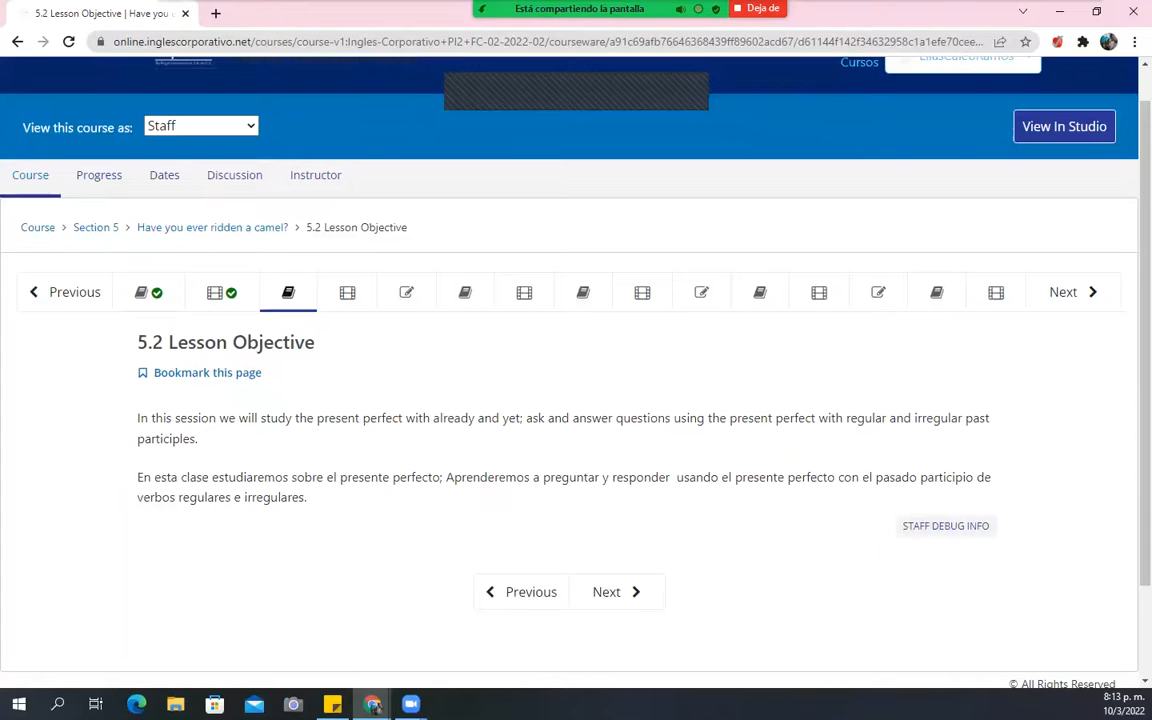 5.2 Lesson Objective | Have you
Está compartiendo la pantalla
Deja de
online.inglescorporativo.net/courses/course-v1:Ingles-Corporativo+PI2+FC-02-2022-02/courseware/a91c69afb76646368439ff89602acd67/d61144f142f34632958c1a1efe70cee...
Cursos
View this course as:
Staff
View In Studio
Course
Progress
Dates
Discussion
Instructor
Course > Section 5 > Have you ever ridden a camel? > 5.2 Lesson Objective
Previous
Next
5.2 Lesson Objective
Bookmark this page
In this session we will study the present perfect with already and yet; ask and answer questions using the present perfect with regular and irregular past
participles.
En esta clase estudiaremos sobre el presente perfecto; Aprenderemos a preguntar y responder usando el presente perfecto con el pasado participio de
verbos regulares e irregulares.
STAFF DEBUG INFO
Previous
Next
© All Rights Reserved
8:13 p. m.
10/3/2022